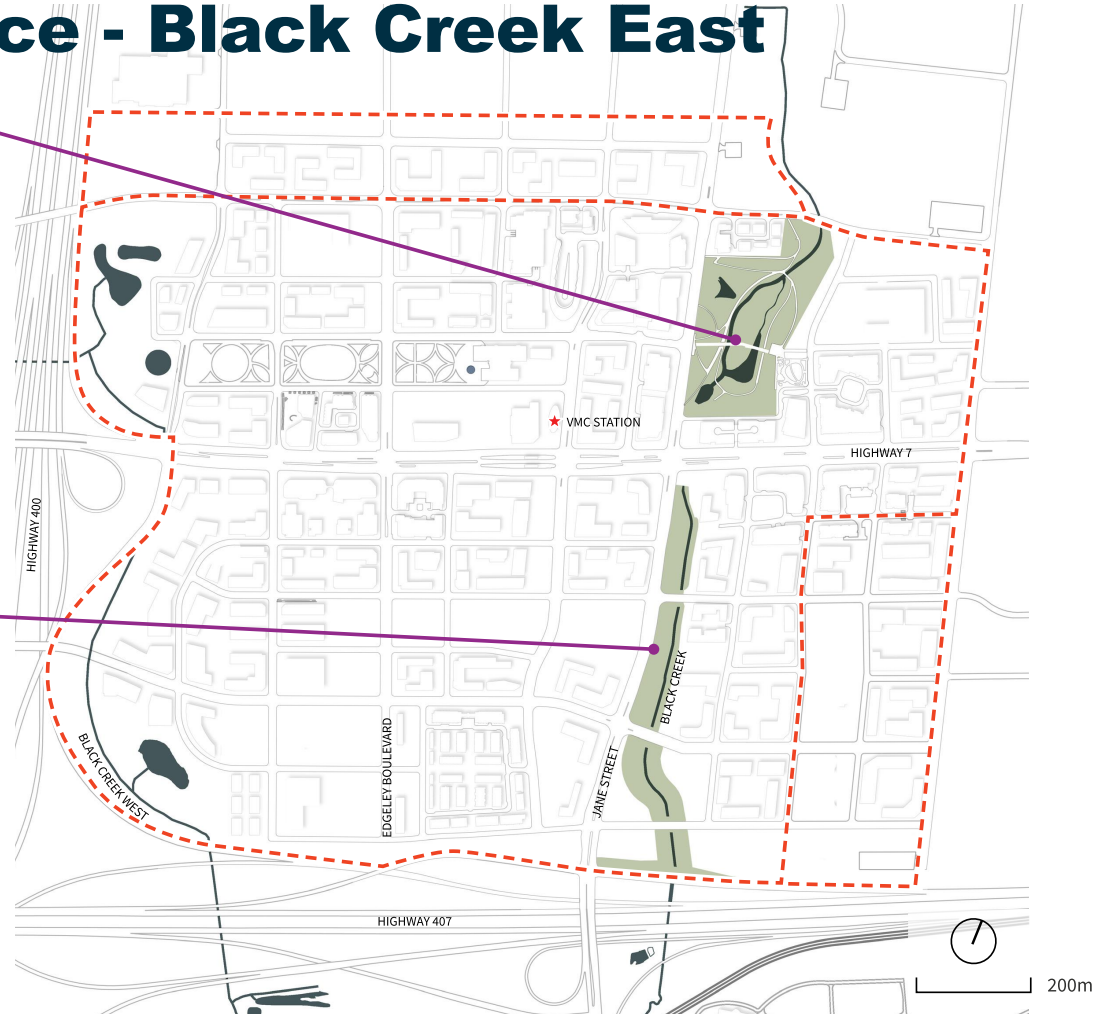 ce - Black Creek East
VMC STATION
HIGHWAY 7
HIGHWAY 400
BLACK CREEK
BLACK CREEK WEST
EDGELEY BOULEVARD
JANE STREET
HIGHWAY 407
200m